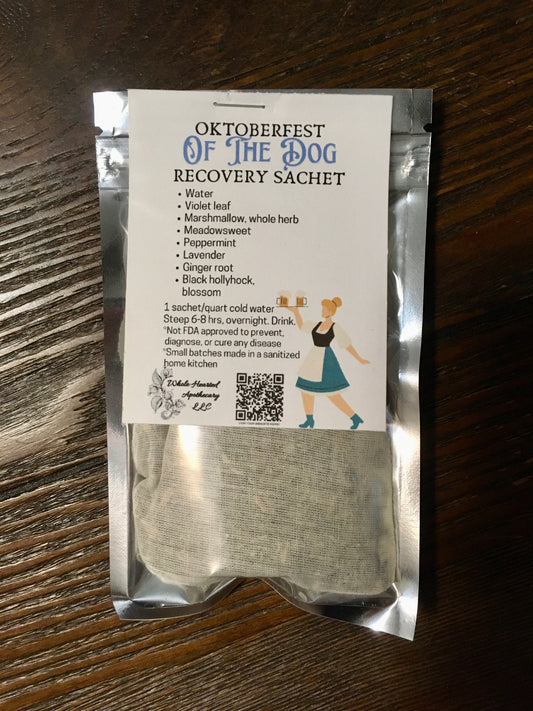 OKTOBERFEST
OF THE DOG
RECOVERY SACHET
• Water
• Violet leaf
• Marshmallow, whole herb
• Meadowsweet
• Peppermint
• Lavender
• Ginger root
• Black hollyhock,
blossom
1 sachet/quart cold water
Steep 6-8 hrs, overnight. Drink.
*Not FDA approved to prevent,
diagnose, or cure any disease
*Small batches made in a sanitized
home kitchen
Whole-Hearted
Apothecary
LLC